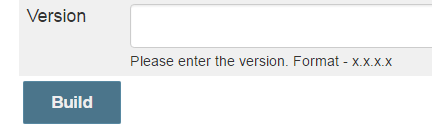 Version
Please enter the version. Format - x.x.x.x
Build